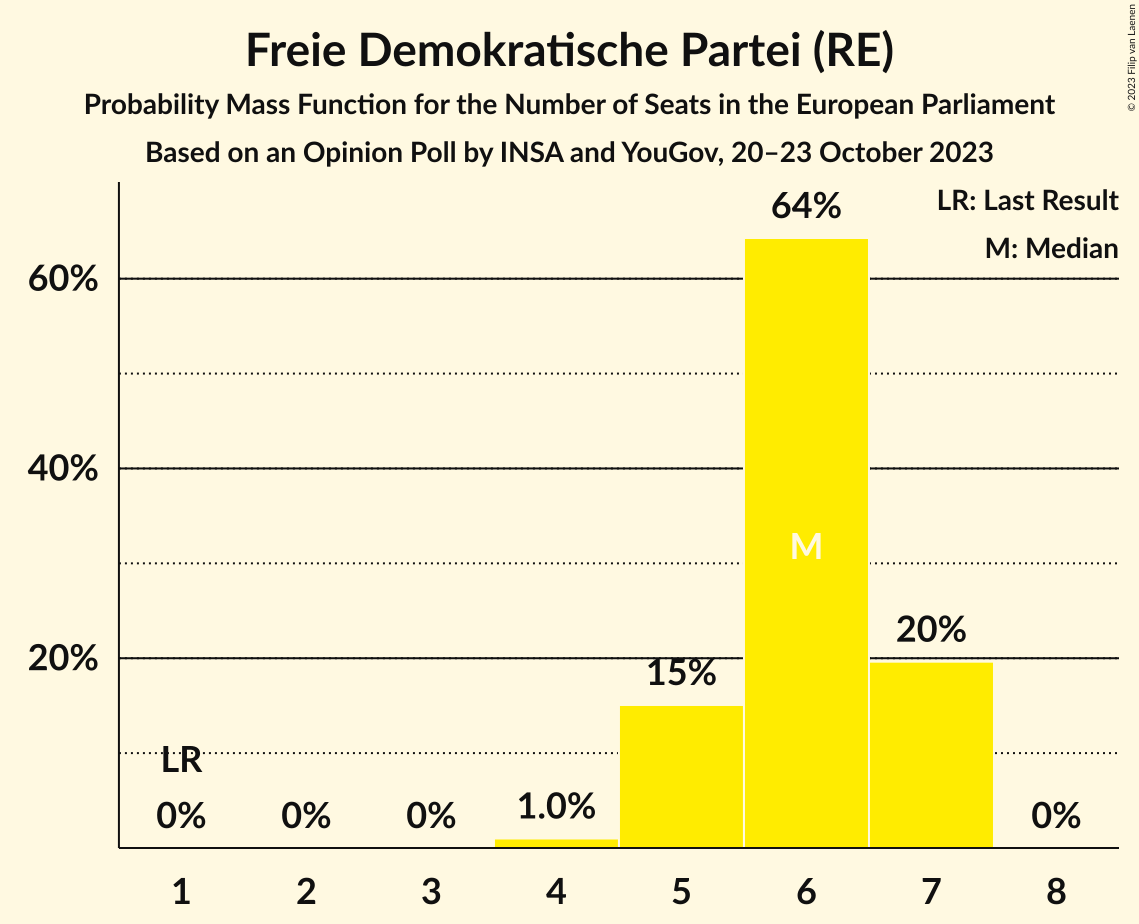 Freie Demokratische Partei (RE)
Probability Mass Function for the Number of Seats in the European Parliament
Based on an Opinion Poll by INSA and YouGov, 20–23 October 2023
© 2023 Filip van Laenen
LR: Last Result
M: Median
64%
60%
40%
M
20%
20%
15%
LR
0%
0%
0%
1.0%
0%
1
2
3
4
5
6
7
8